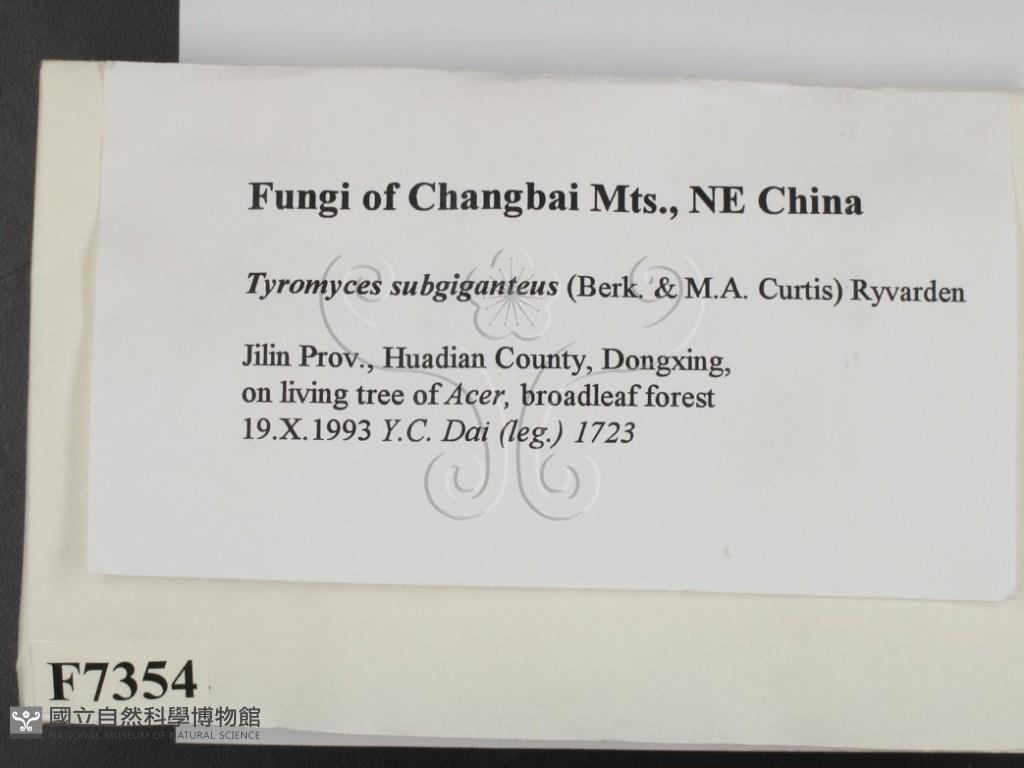 Fungi of Changbai Mts., NE China
Tyromyces subgiganteus (Berk. & M.A. Curtis) Ryvarden
Jilin Prov., Huadian County, Dongxing,
on living tree of Acer, broadleaf forest
19.X.1993 Y.C. Dai (leg.) 1723
F7354
國立自然科學博物館
NATIONAL MUSEUM OF NATURAL SCIENCE